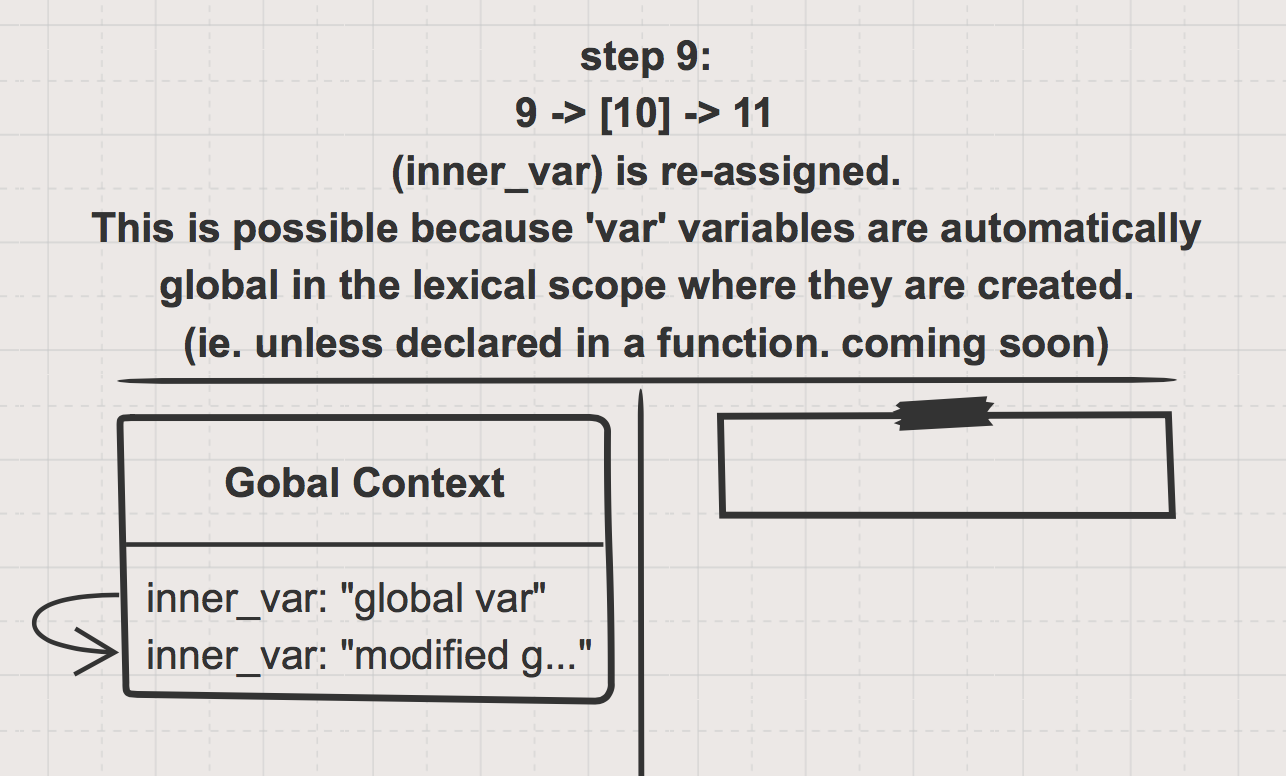 step 9:
9 -> [10] -> 11
(inner_var) is re-assigned.
This is possible because 'var' variables are automatically
global in the lexical scope where they are created.
(ie. unless declared in a function. coming soon)
Gobal Context
inner_var: "global var"
inner_var: "modified g..."